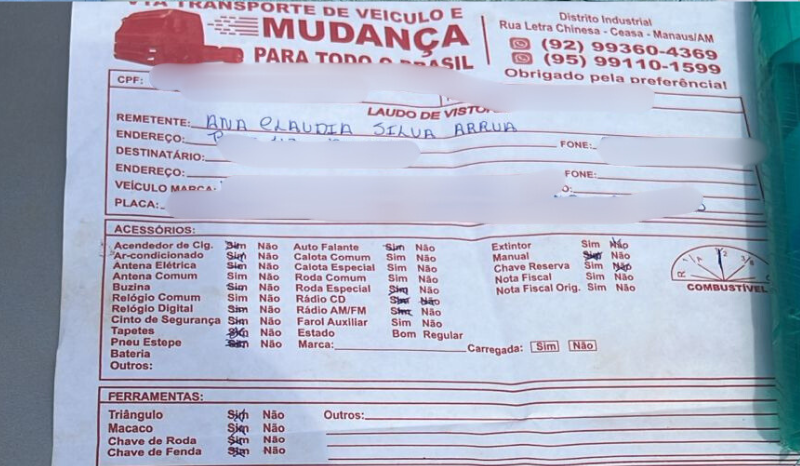 VIA TRANSPORTE DE VEICULO E
MUDANÇA
PARA TODO O BRASIL
Distrito Industrial
Rua Letra Chinesa - Ceasa - Manaus/AM
(92) 99360-4369
(95) 99110-1599
Obrigado pela preferência!
CPF:
LAUDO DE VISTOR
REMETENTE: ANA CLAUDIA SILVA ARRUA
ENDEREÇO: FONE:
DESTINATÁRIO:
ENDEREÇO: FONE:
VEÍCULO MARCA:
PLACA:
ACESSÓRIOS:
Acendedor de Cig. Sim Não Auto Falante Sim Não Extintor Sim Não
Ar-condicionado Sim Não Calota Comum Sim Não Manual Sim Não
Antena Elétrica Sim Não Calota Especial Sim Não Chave Reserva Sim Não
Antena Comum Sim Não Roda Comum Sim Não Nota Fiscal Sim Não
Buzina Sim Não Roda Especial Sim Não Nota Fiscal Orig. Sim Não
Relógio Comum Sim Não Rádio CD Sim Não
Relógio Digital Sim Não Rádio AM/FM Sim Não
Cinto de Segurança Sim Não Farol Auxiliar Sim Não
Tapetes Sim Não Estado Bom Regular
Pneu Estepe Sim Não Marca: Carregada: Sim Não
Bateria
Outros:
R C
COMBUSTÍVEL
FERRAMENTAS:
Triângulo Sim Não Outros:
Macaco Sim Não
Chave de Roda Sim Não
Chave de Fenda Sim Não